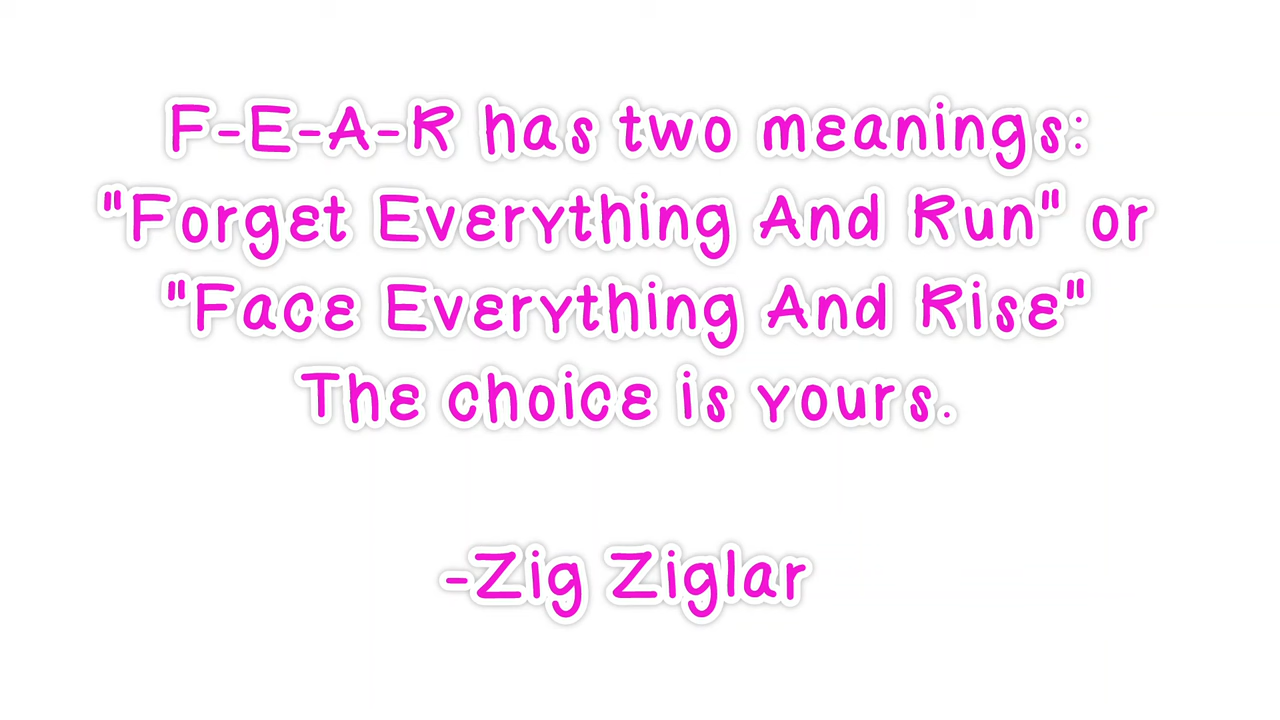 F-E-A-R has two meanings:
"Forget Everything And Run" or
"Face Everything And Rise"
The choice is yours.
-Zig Ziglar